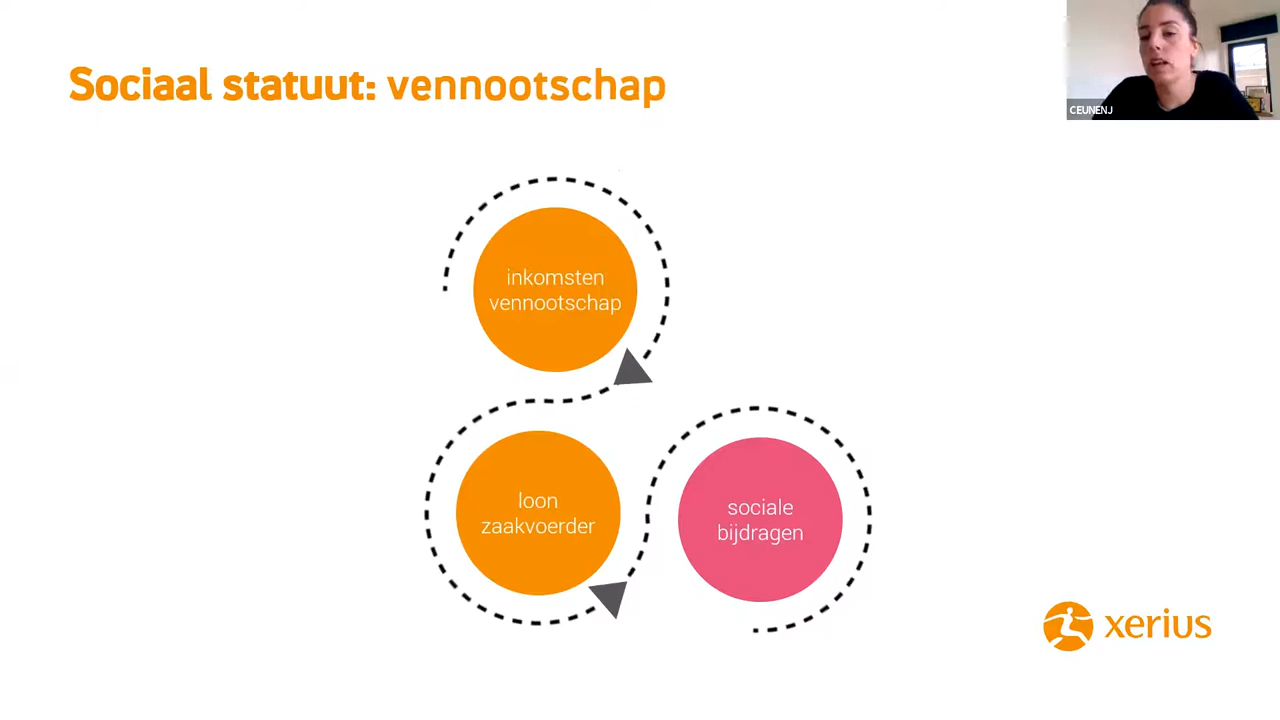 Sociaal statuut: vennootschap
CEUNENJ
inkomsten
vennootschap
loon
zaakvoerder
sociale
bijdragen
xerius